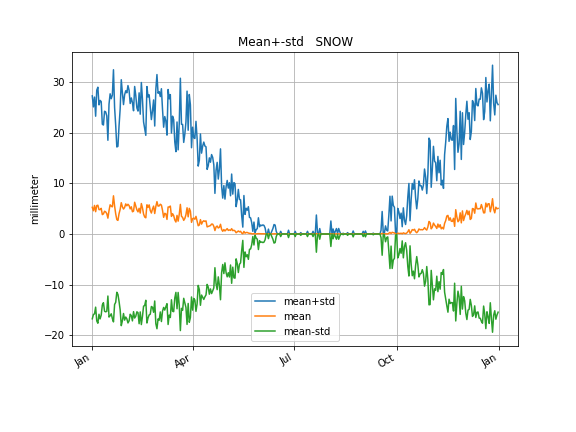 Mean+-std   SNOW
millimeter
30
20
10
0
−10
−20
mean+std
mean
mean-std
Jan
Apr
Jul
Oct
Jan